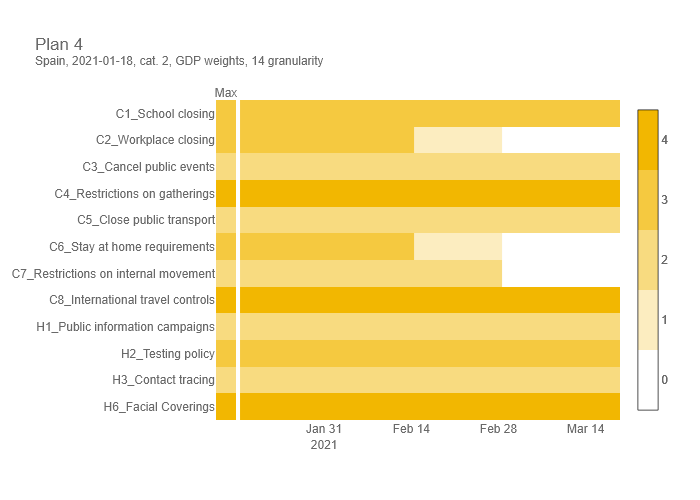 Plan 4
Spain, 2021-01-18, cat. 2, GDP weights, 14 granularity
Max
C1_School closing
C2_Workplace closing
C3_Cancel public events
C4_Restrictions on gatherings
C5_Close public transport
C6_Stay at home requirements
C7_Restrictions on internal movement
C8_International travel controls
H1_Public information campaigns
H2_Testing policy
H3_Contact tracing
H6_Facial Coverings
Jan 31 Feb 14 Feb 28 Mar 14
2021
4
3
2
1
0